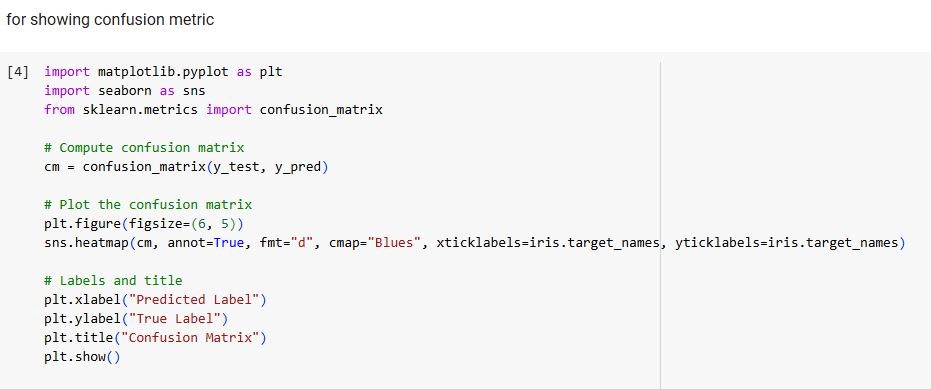 for showing confusion metric
[4] import matplotlib.pyplot as plt
import seaborn as sns
from sklearn.metrics import confusion_matrix
# Compute confusion matrix
cm = confusion_matrix(y_test, y_pred)
# Plot the confusion matrix
plt.figure(figsize=(6, 5))
sns.heatmap(cm, annot=True, fmt="d", cmap="Blues", xticklabels=iris.target_names, yticklabels=iris.target_names)
# Labels and title
plt.xlabel("Predicted Label")
plt.ylabel("True Label")
plt.title("Confusion Matrix")
plt.show()